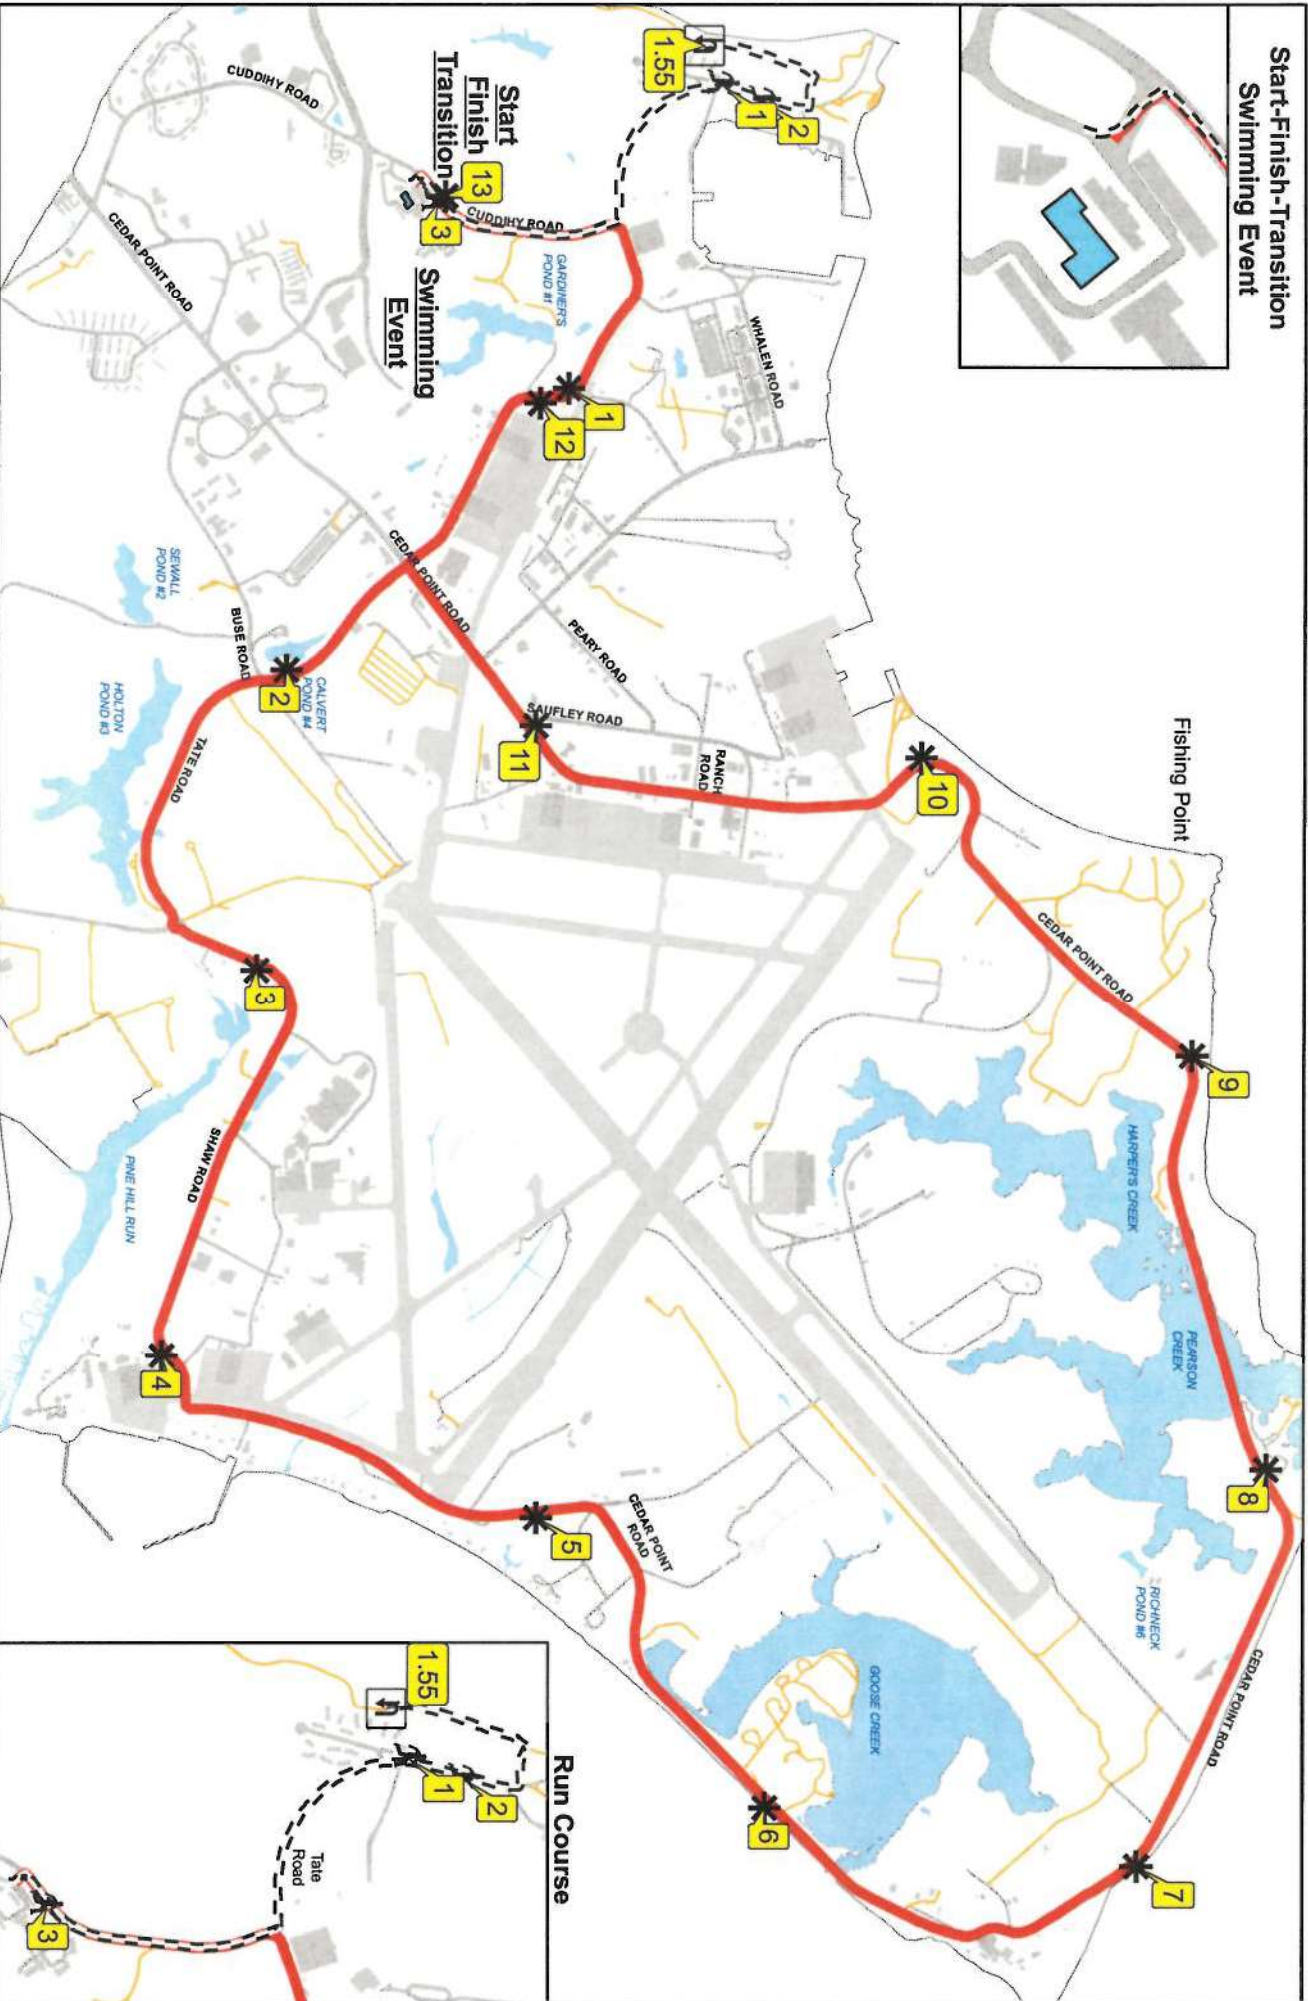 Start-Finish-Transition
Swimming Event
Start
Finish
Transition
Swimming
Event
1.55
1
2
13
3
CUDDIHY ROAD
CUDDIHY ROAD
CEDAR POINT ROAD
GARDINER'S
POND #1
WHALEN ROAD
1
12
CEDAR POINT ROAD
PEARY ROAD
SAUFLEY ROAD
RANCH
ROAD
11
BUSE ROAD
2
CALVERT
POND #4
SEWALL
POND #2
HOLTON
POND #3
TATE ROAD
3
SHAW ROAD
PINE HILL RUN
4
5
CEDAR POINT
ROAD
GOOSE CREEK
6
7
CEDAR POINT ROAD
RICHNECK
POND #6
8
PEARSON
CREEK
HARPER'S CREEK
9
CEDAR POINT ROAD
10
Fishing Point
Run Course
1.55
1
2
Tate
Road
3